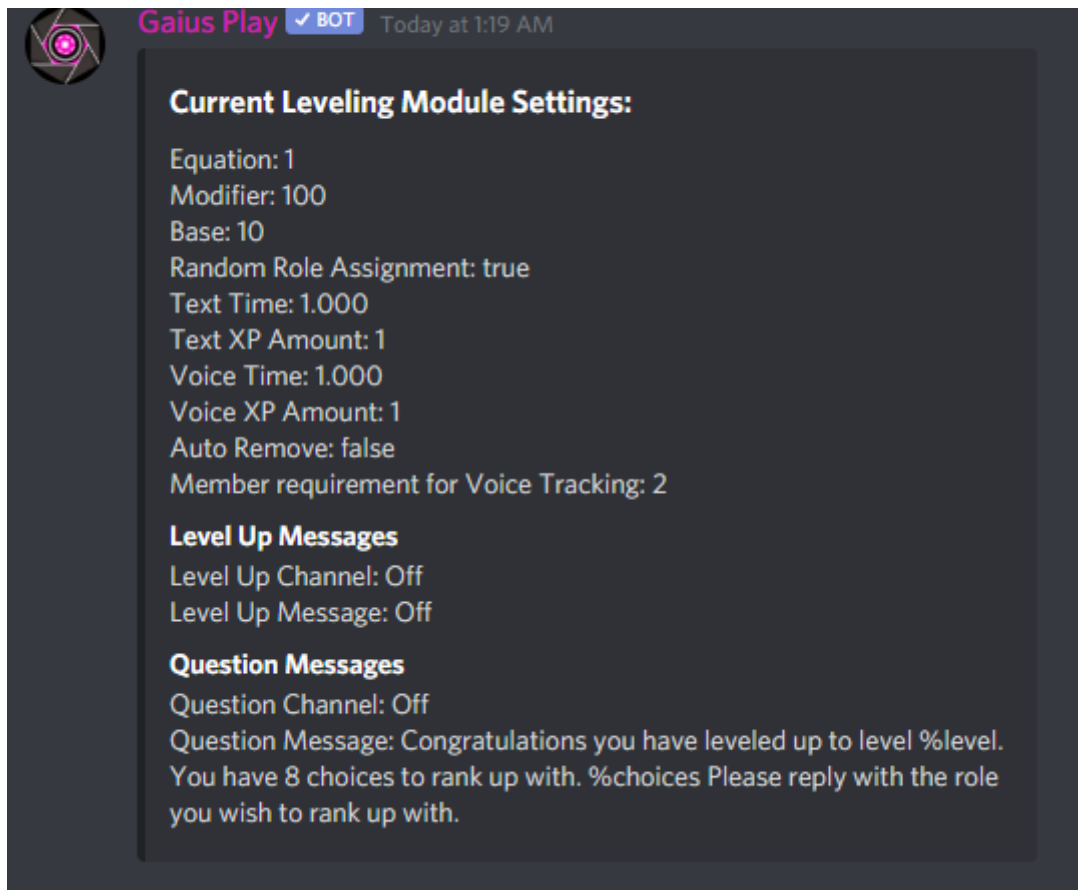 Gaius Play ✓ BOT Today at 1:19 AM
Current Leveling Module Settings:
Equation: 1
Modifier: 100
Base: 10
Random Role Assignment: true
Text Time: 1.000
Text XP Amount: 1
Voice Time: 1.000
Voice XP Amount: 1
Auto Remove: false
Member requirement for Voice Tracking: 2
Level Up Messages
Level Up Channel: Off
Level Up Message: Off
Question Messages
Question Channel: Off
Question Message: Congratulations you have leveled up to level %level.
You have 8 choices to rank up with. %choices Please reply with the role
you wish to rank up with.